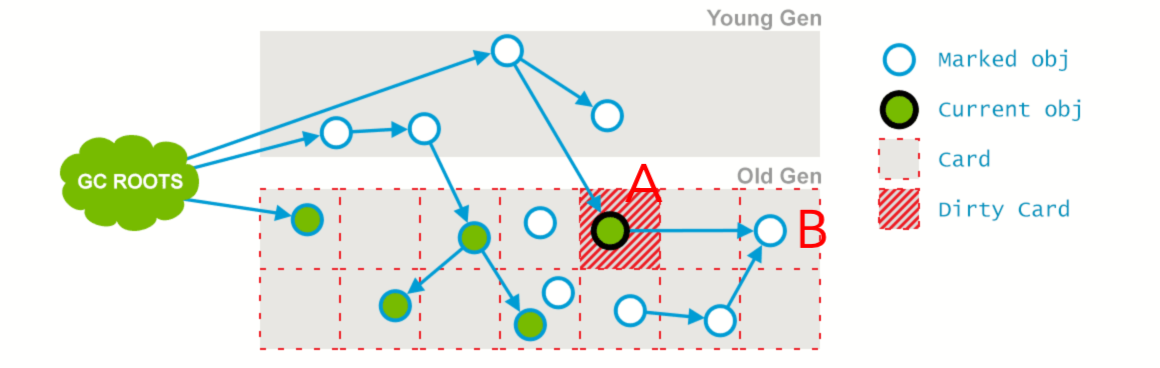 Young Gen
Marked obj
Current obj
Card
Dirty Card
GC ROOTS
Old Gen
A
B